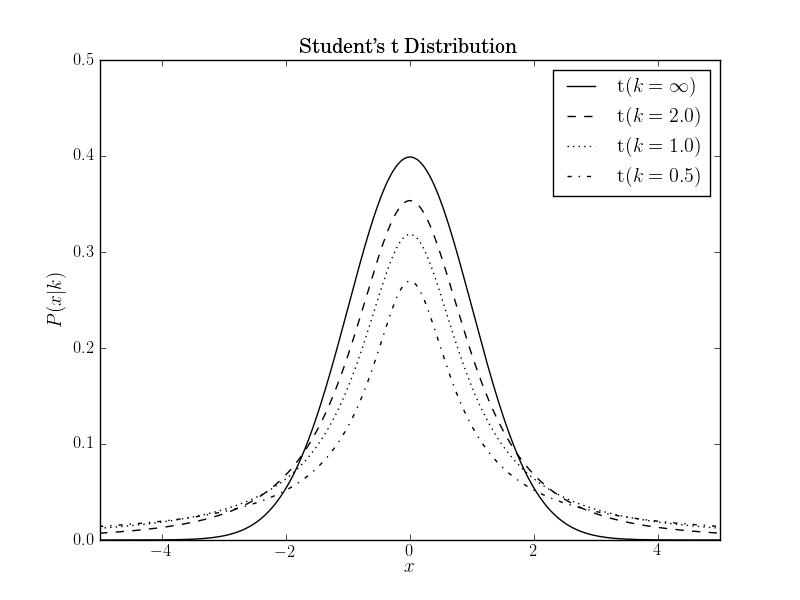 Student's t Distribution
0.5
0.4
0.3
0.2
0.1
0.0
P(x|k)
t(k = ∞)
t(k = 2.0)
t(k = 1.0)
t(k = 0.5)
−4 −2 0 2 4
x